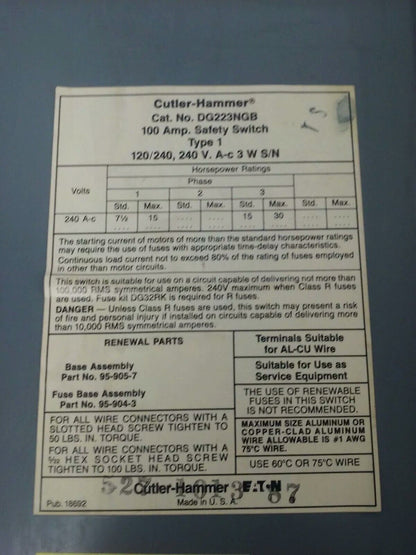 Cutler-Hammer®
Cat. No. DG223NGB
100 Amp. Safety Switch
Type 1
120/240, 240 V. A-c 3 W S/N
Horsepower Ratings
Volts
Phase
1 2 3
Std. Max. Std. Max. Std. Max. Std. Max.
240 A-c 7½ 15 .... .... 15 30 .... ....
.... .... .... .... .... .... .... ....
The starting current of motors of more than the standard horsepower ratings
may require the use of fuses with appropriate time-delay characteristics.
Continuous load current not to exceed 80% of the rating of fuses employed
in other than motor circuits.
This switch is suitable for use on a circuit capable of delivering not more than
100,000 RMS symmetrical amperes. 240V maximum when Class R fuses
are used. Fuse kit DG32RK is required for R fuses.
DANGER — Unless Class R fuses are used, this switch may present a risk
of fire and personal injury if installed on circuits capable of delivering more
than 10,000 RMS symmetrical amperes.
RENEWAL PARTS
Base Assembly
Part No. 95-905-7
Fuse Base Assembly
Part No. 95-904-3
FOR ALL WIRE CONNECTORS WITH A
SLOTTED HEAD SCREW TIGHTEN TO
50 LBS. IN. TORQUE.
FOR ALL WIRE CONNECTORS WITH A
HEX SOCKET HEAD SCREW
TIGHTEN TO 100 LBS. IN. TORQUE.
Terminals Suitable
for AL-CU Wire
Suitable for Use as
Service Equipment
THE USE OF RENEWABLE
FUSES IN THIS SWITCH
IS NOT RECOMMENDED.
MAXIMUM SIZE ALUMINUM OR
COPPER-CLAD ALUMINUM
WIRE ALLOWABLE IS #1 AWG
75°C WIRE.
USE 60°C OR 75°C WIRE
Cutler-Hammer EATON
Pub. 18692 Made in U. S. A.